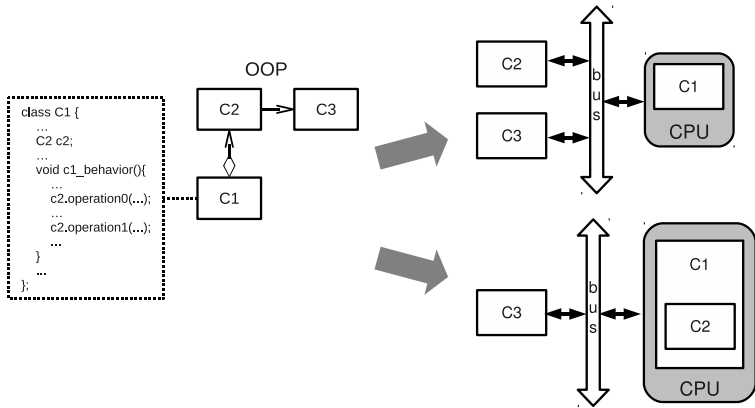 OOP
class C1 {
...
C2 c2;
...
void c1_behavior(){
...
c2.operation0(...);
...
c2.operation1(...);
...
}
...
};
C2
C3
C1
C2
C3
bus
C1
CPU
C3
bus
C1
C2
CPU